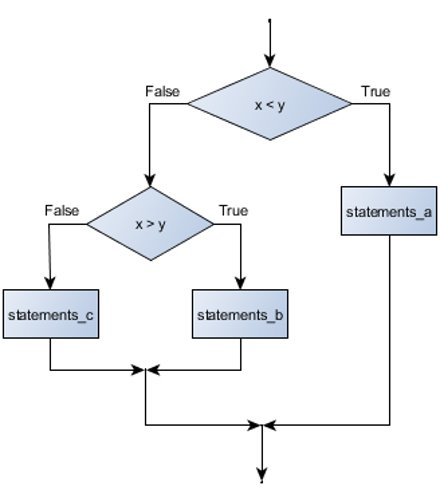 False
True
x < y
False
True
x > y
statements_a
statements_c
statements_b